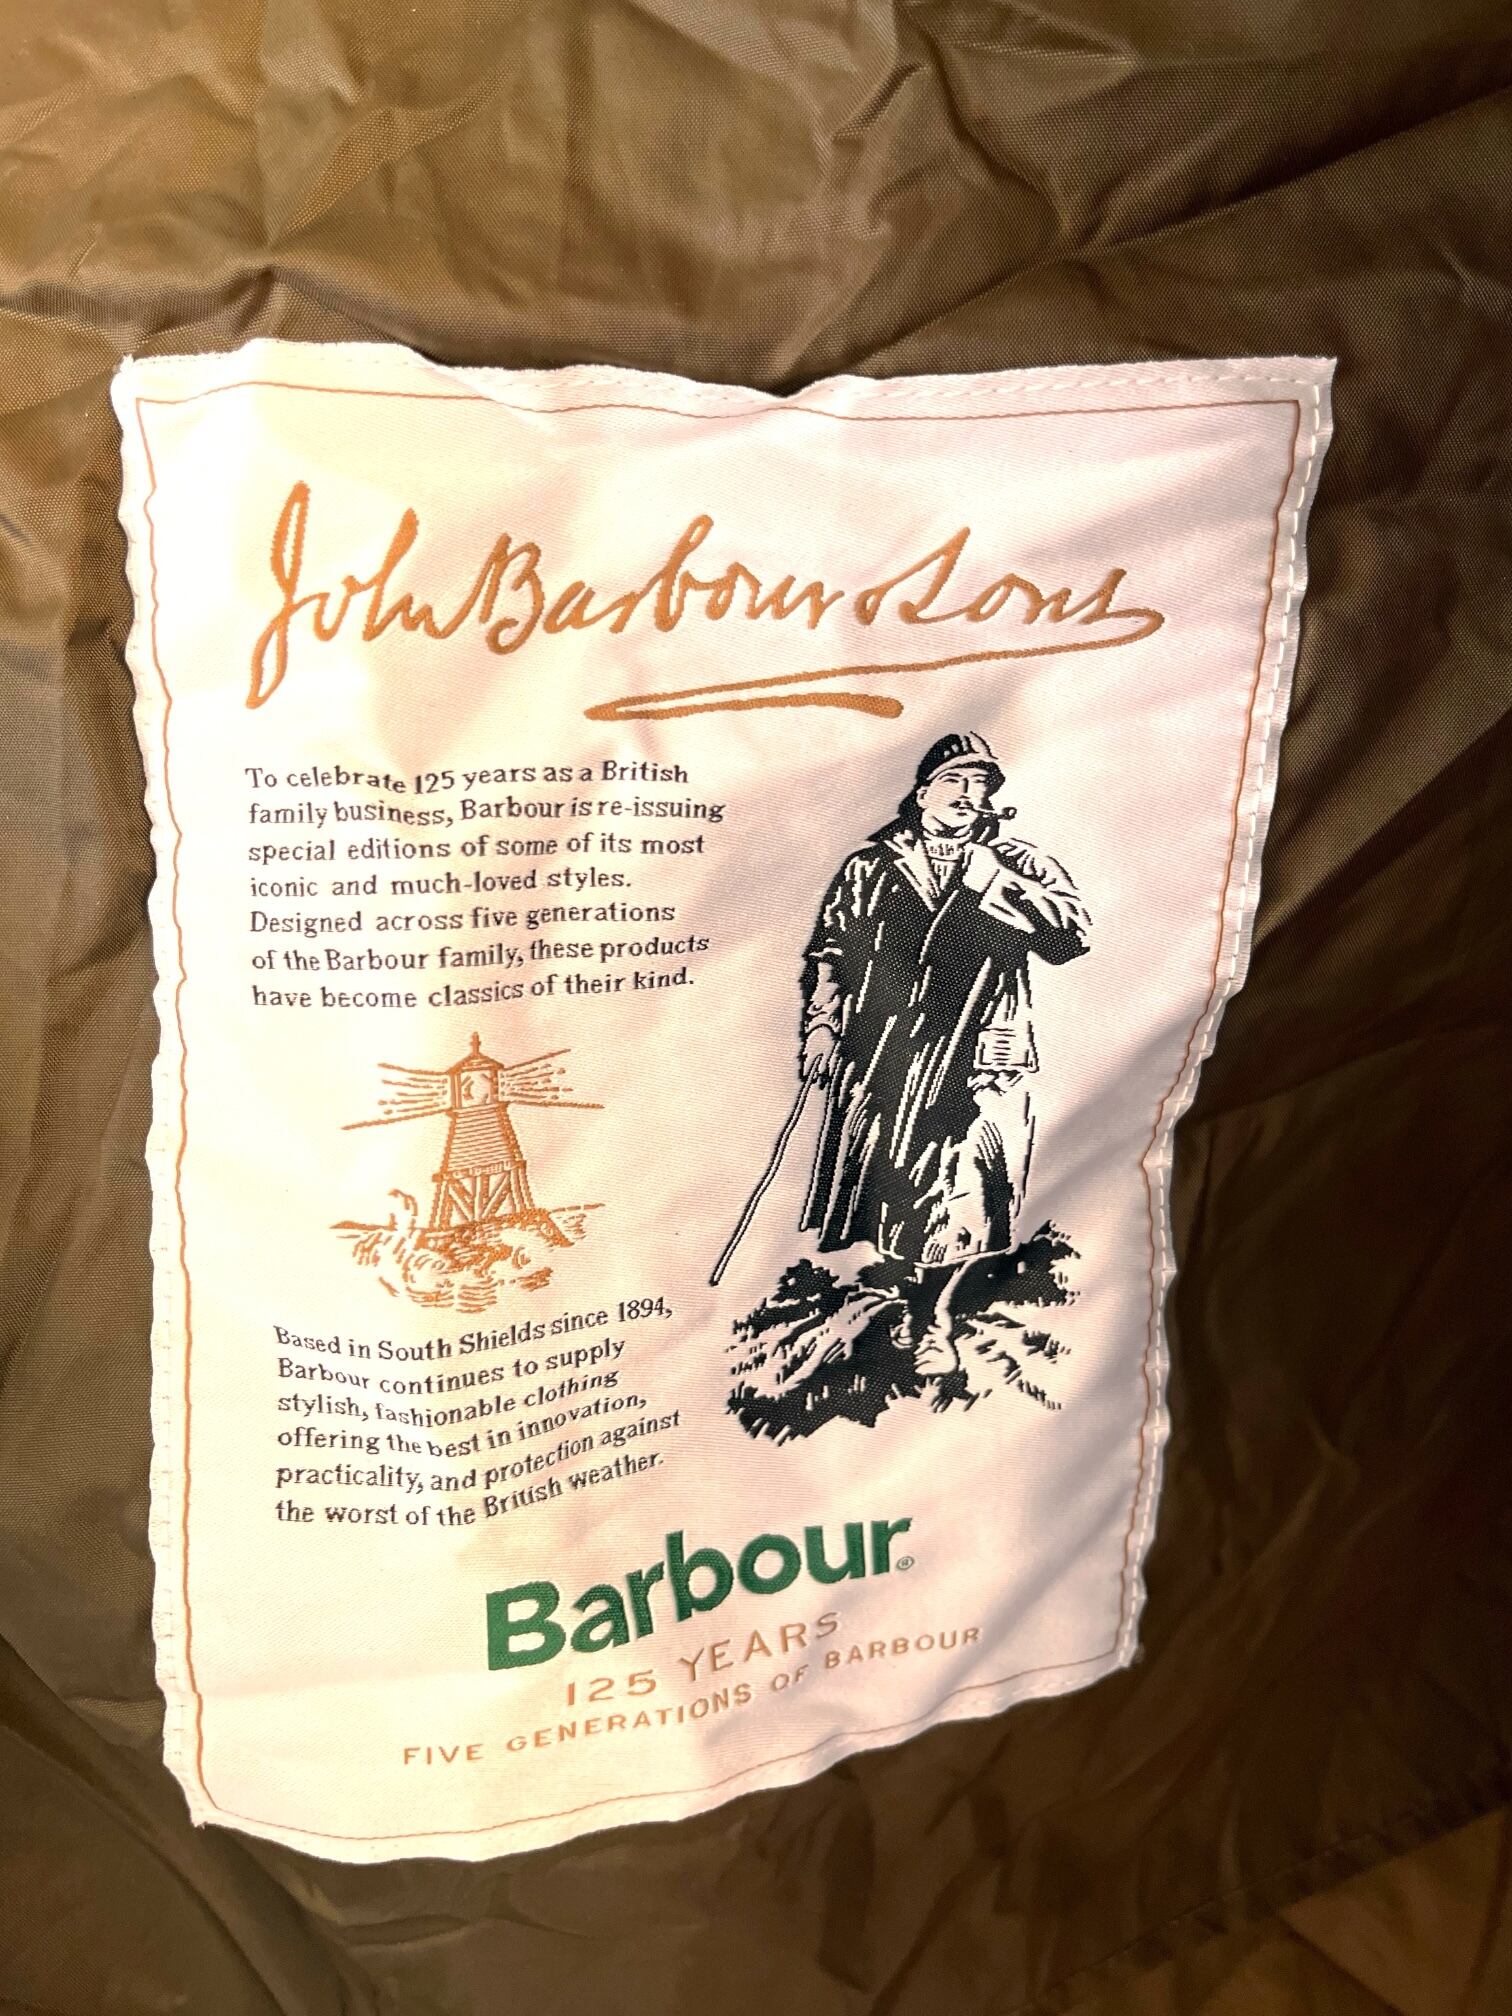 John Barbour & Sons
To celebrate 125 years as a British
family business, Barbour is re-issuing
special editions of some of its most
iconic and much-loved styles.
Designed across five generations
of the Barbour family, these products
have become classics of their kind.
Based in South Shields since 1894,
Barbour continues to supply
stylish, fashionable clothing
offering the best in innovation,
practicality, and protection against
the worst of the British weather.
Barbour®
125 YEARS
FIVE GENERATIONS OF BARBOUR